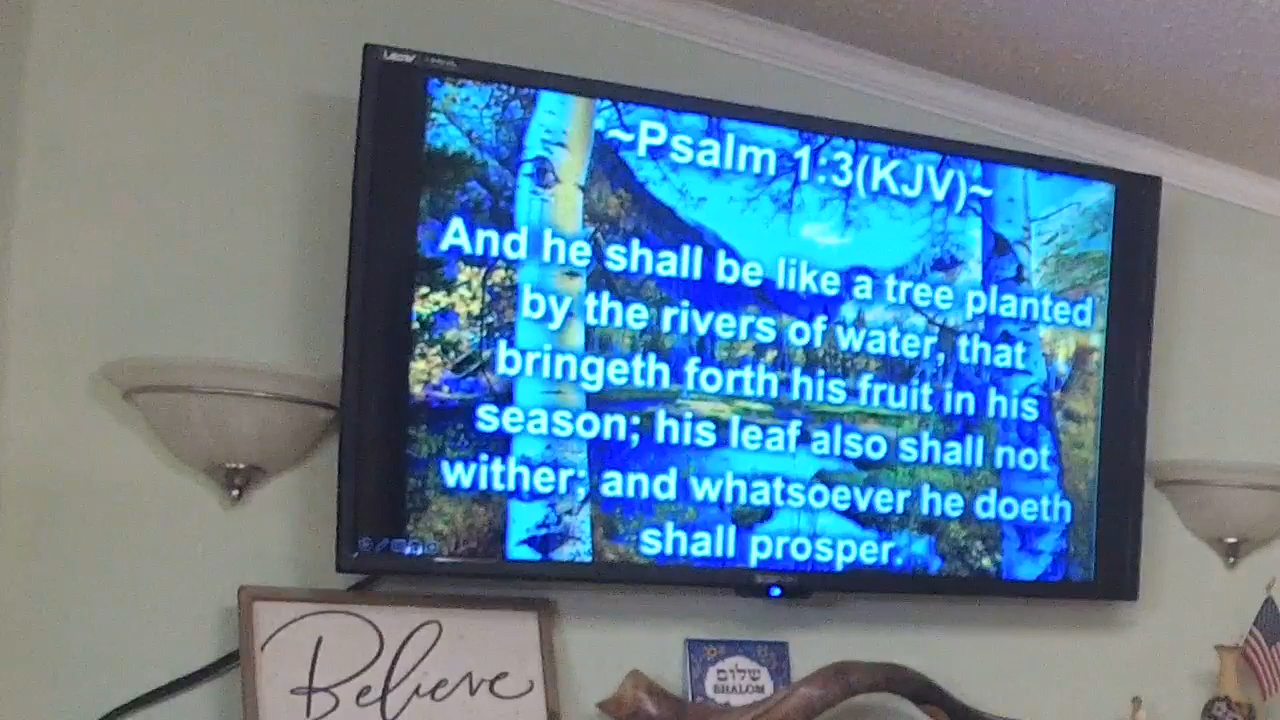 ~Psalm 1:3(KJV)~
And he shall be like a tree planted
by the rivers of water, that
bringeth forth his fruit in his
season; his leaf also shall not
wither; and whatsoever he doeth
shall prosper.
Believe
שלום
SHALOM